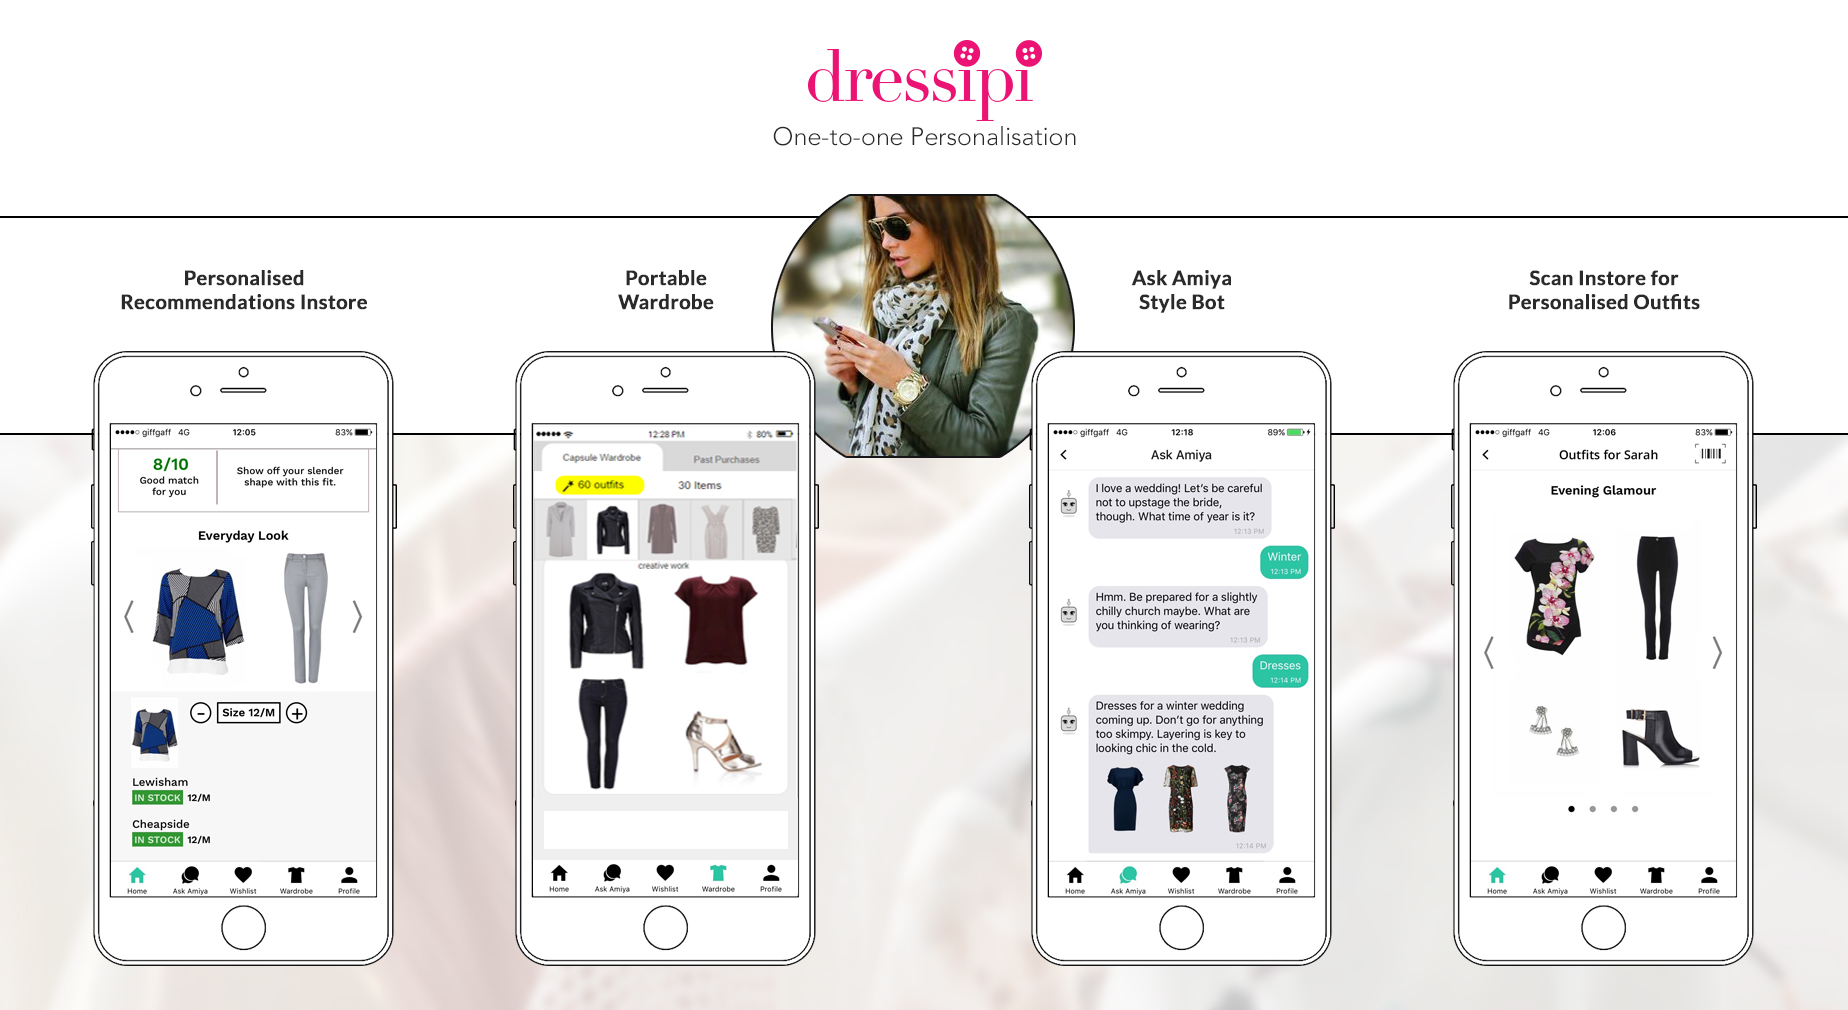 dressipi
One-to-one Personalisation
Personalised
Recommendations Instore
giffgaff 4G 12:05 83%
8/10
Good match
for you
Show off your slender
shape with this fit.
Everyday Look
- Size 12/M +
Lewisham
IN STOCK 12/M
Cheapside
IN STOCK 12/M
Home Ask Amiya Wishlist Wardrobe Profile
Portable
Wardrobe
12:28 PM 80%
Capsule Wardrobe Past Purchases
60 outfits 30 Items
creative work
Home Ask Amiya Wishlist Wardrobe Profile
Ask Amiya
Style Bot
giffgaff 4G 12:18 89%
Ask Amiya
I love a wedding! Let's be careful
not to upstage the bride,
though. What time of year is it?
12:13 PM
Winter
12:13 PM
Hmm. Be prepared for a slightly
chilly church maybe. What are
you thinking of wearing?
12:13 PM
Dresses
12:14 PM
Dresses for a winter wedding
coming up. Don't go for anything
too skimpy. Layering is key to
looking chic in the cold.
12:14 PM
Home Ask Amiya Wishlist Wardrobe Profile
Scan Instore for
Personalised Outfits
giffgaff 4G 12:06 83%
Outfits for Sarah
Evening Glamour
Home Ask Amiya Wishlist Wardrobe Profile